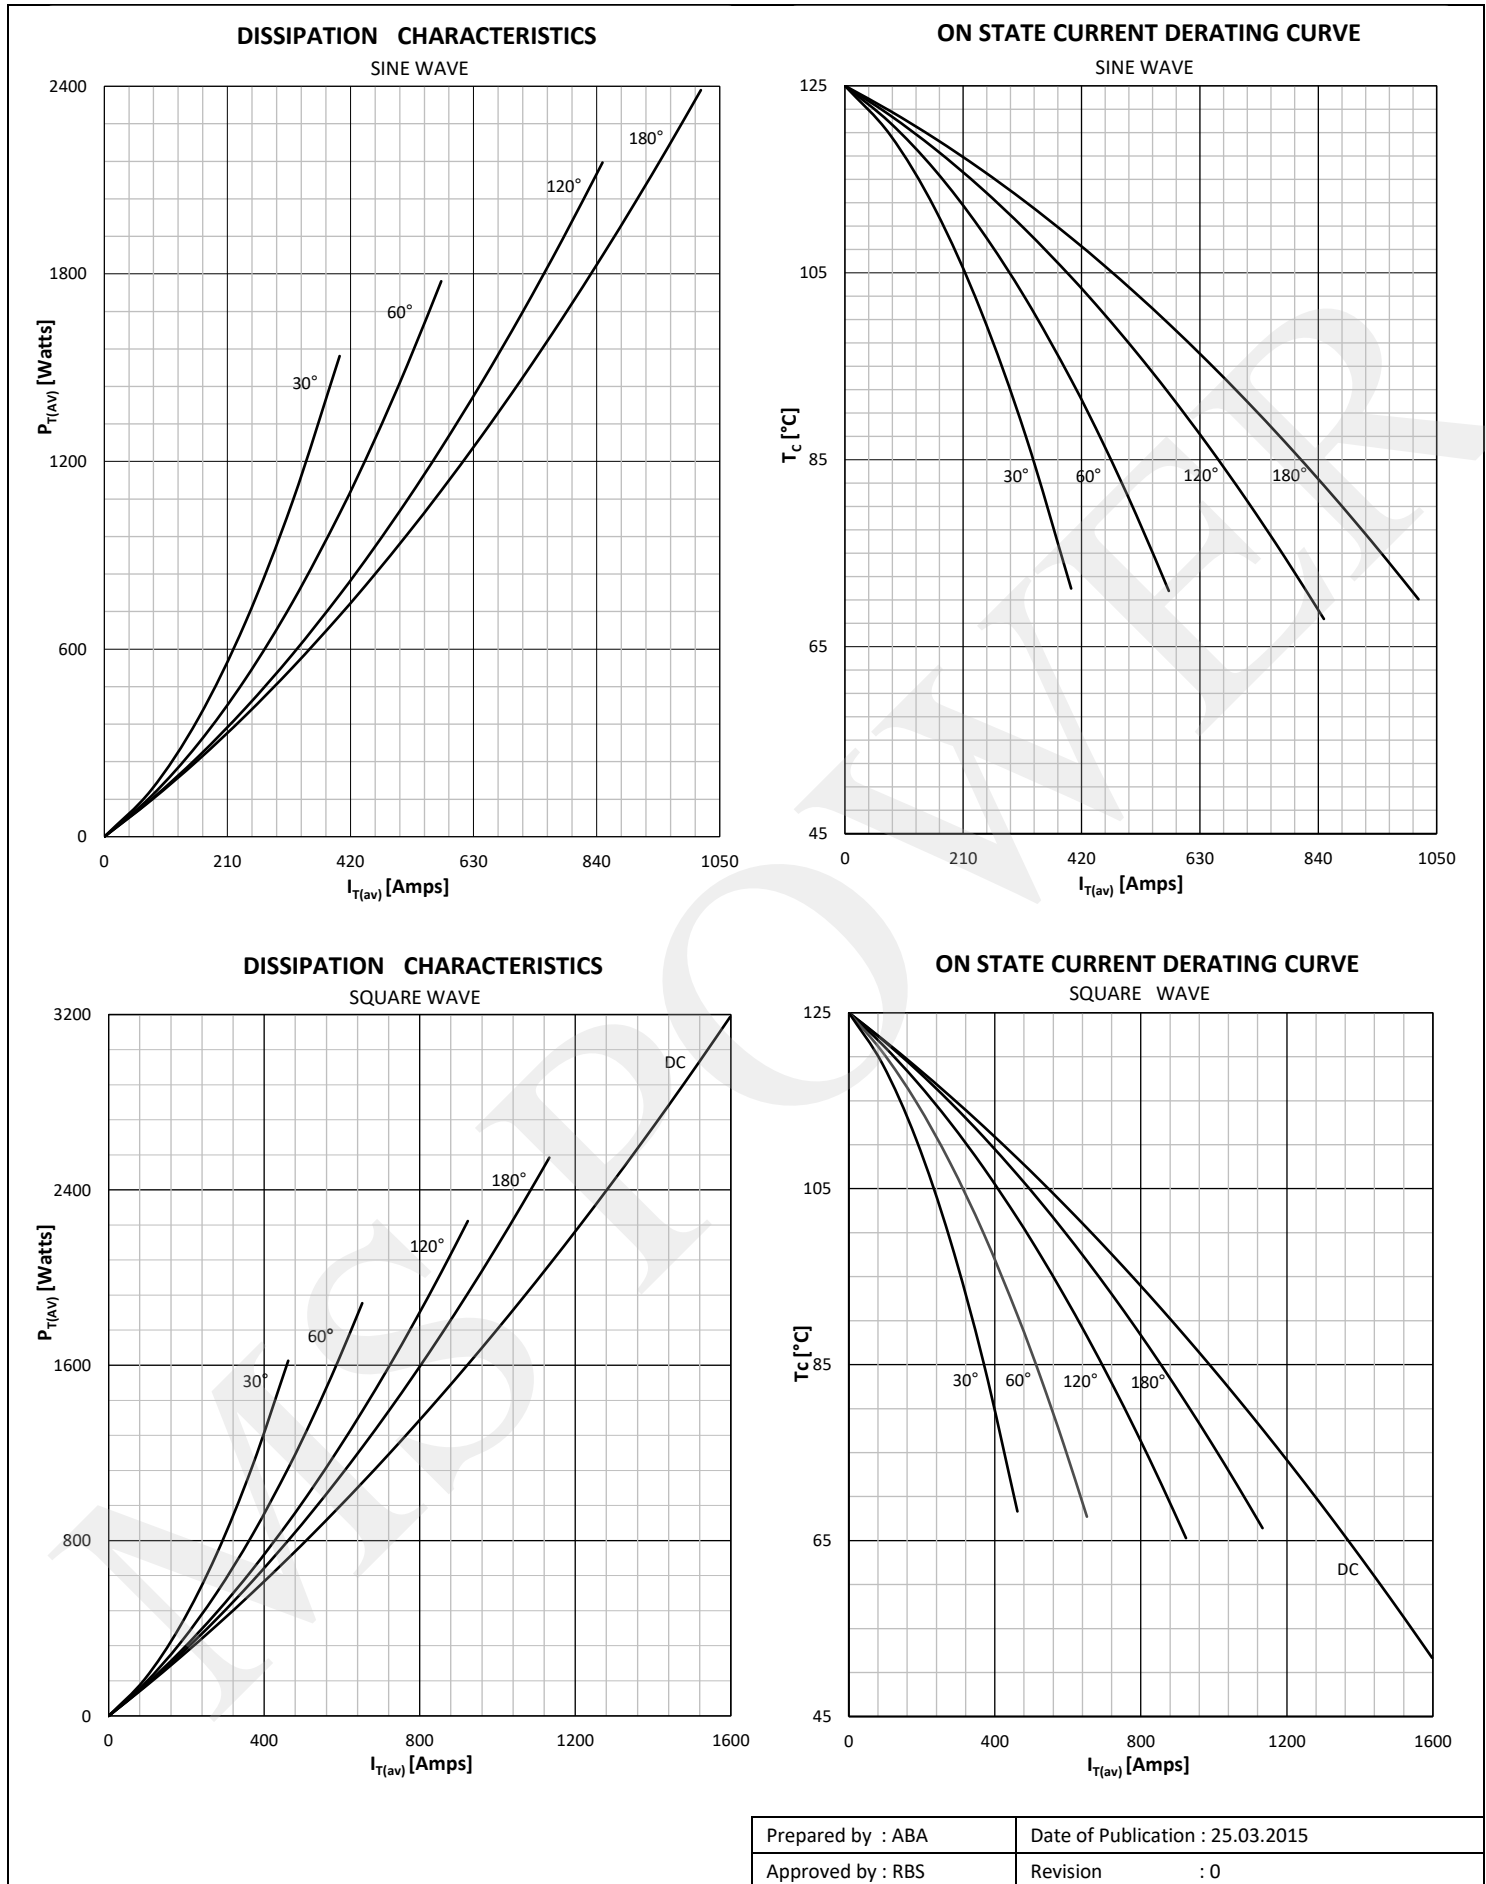 DISSIPATION CHARACTERISTICS
SINE WAVE
2400
1800
1200
600
0
0 210 420 630 840 1050
P_T(AV) [Watts]
I_T(av) [Amps]
30°
60°
120°
180°
ON STATE CURRENT DERATING CURVE
SINE WAVE
125
105
85
65
45
0 210 420 630 840 1050
T_C [°C]
I_T(av) [Amps]
30° 60° 120° 180°
DISSIPATION CHARACTERISTICS
SQUARE WAVE
3200
2400
1600
800
0
0 400 800 1200 1600
P_T(AV) [Watts]
I_T(av) [Amps]
30°
60°
120°
180°
DC
ON STATE CURRENT DERATING CURVE
SQUARE WAVE
125
105
85
65
45
0 400 800 1200 1600
Tc [°C]
I_T(av) [Amps]
30° 60° 120° 180°
DC
MS POWER
Prepared by : ABA Date of Publication : 25.03.2015
Approved by : RBS Revision : 0